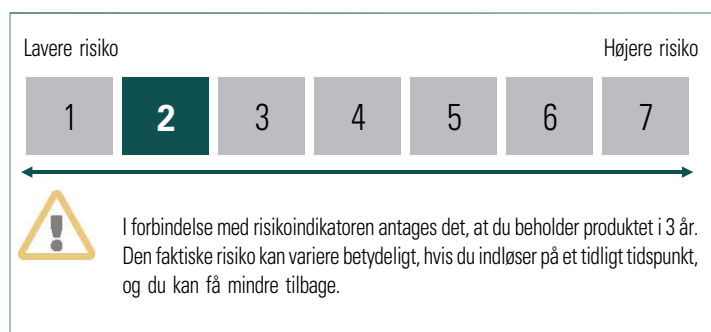 Lavere risiko Højere risiko
1 2 3 4 5 6 7
I forbindelse med risikoindikatoren antages det, at du beholder produktet i 3 år.
Den faktiske risiko kan variere betydeligt, hvis du indløser på et tidligt tidspunkt,
og du kan få mindre tilbage.